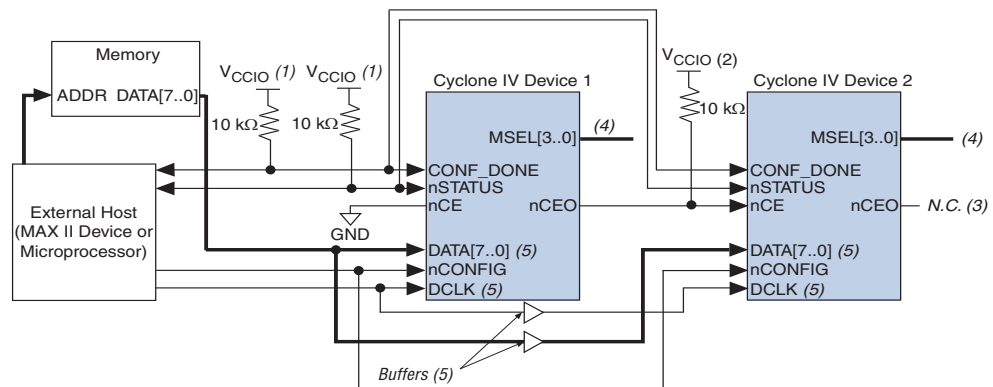 Memory
ADDR DATA[7..0]
VCCIO (1)
VCCIO (1)
10 kΩ
10 kΩ
External Host
(MAX II Device or
Microprocessor)
GND
Cyclone IV Device 1
MSEL[3..0]
(4)
CONF_DONE
nSTATUS
nCE
nCEO
DATA[7..0] (5)
nCONFIG
DCLK (5)
VCCIO (2)
10 kΩ
Cyclone IV Device 2
MSEL[3..0]
(4)
CONF_DONE
nSTATUS
nCE
nCEO
N.C. (3)
DATA[7..0] (5)
nCONFIG
DCLK (5)
Buffers (5)